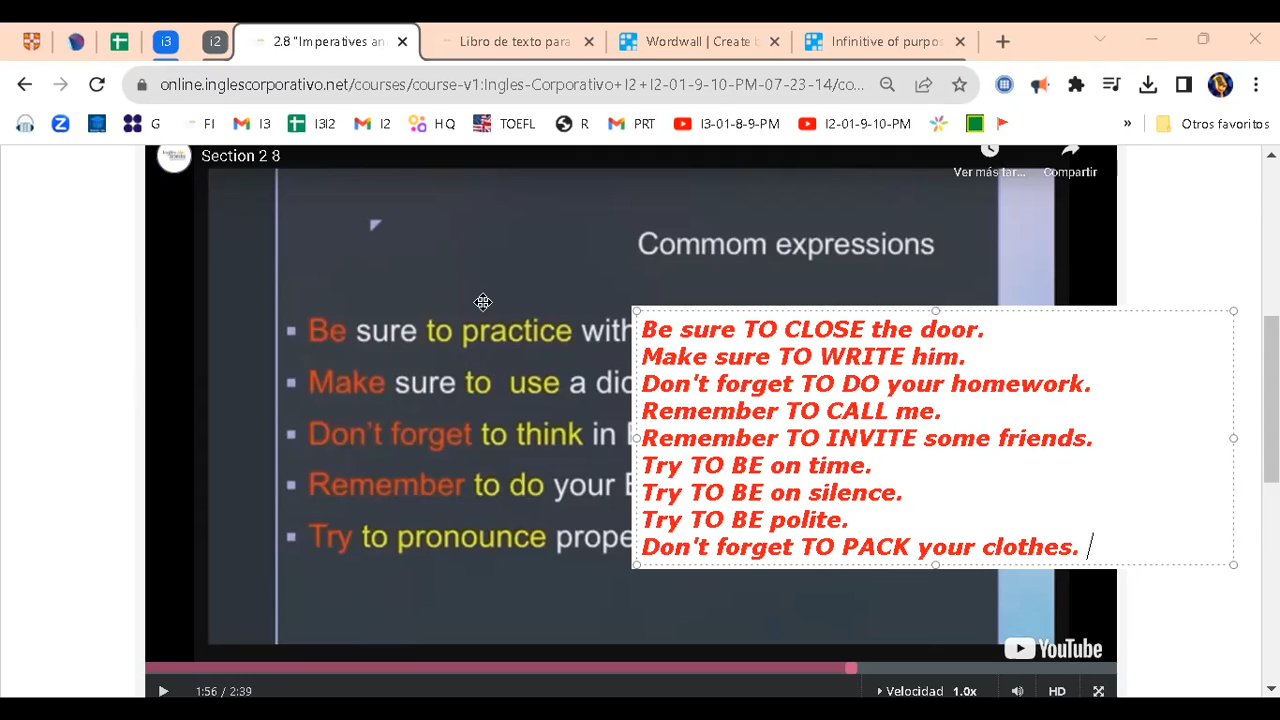 i3
i2
2.8 "Imperatives an
Libro de texto para
Wordwall | Create b
Infinitive of purpos
online.inglescorporativo.net/courses/course-v1:Ingles-Corporativo+I2+I2-01-9-10-PM-07-23-14/co...
G
FI
I3
I3I2
I2
HQ
TOEFL
R
PRT
I3-01-8-9-PM
I2-01-9-10-PM
»
Otros favoritos
Section 2 8
Ver más tar...
Compartir
Commom expressions
Be sure to practice with
Make sure to use a dic
Don't forget to think in
Remember to do your E
Try to pronounce prope
Be sure TO CLOSE the door.
Make sure TO WRITE him.
Don't forget TO DO your homework.
Remember TO CALL me.
Remember TO INVITE some friends.
Try TO BE on time.
Try TO BE on silence.
Try TO BE polite.
Don't forget TO PACK your clothes.
YouTube
1:56 / 2:39
Velocidad 1.0x
HD